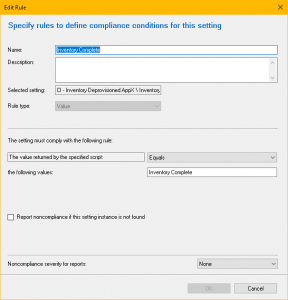 Edit Rule
Specify rules to define compliance conditions for this setting
Name:
Inventory Complete
Description:
Selected setting:
- Inventory Deprovisioned AppX \ Inventory
Rule type:
Value
The setting must comply with the following rule:
The value returned by the specified script
Equals
the following values:
Inventory Complete
Report noncompliance if this setting instance is not found
Noncompliance severity for reports:
None
OK
Cancel